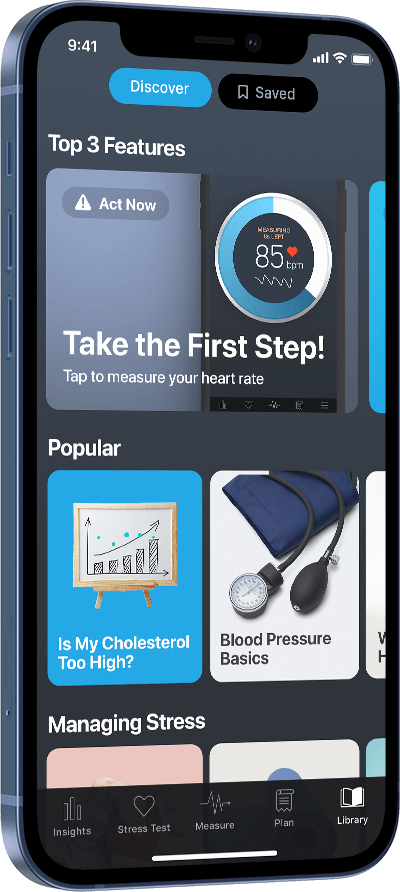 9:41
Discover
Saved
Top 3 Features
Act Now
MEASURING
8s LEFT
85 bpm
Take the First Step!
Tap to measure your heart rate
Popular
Is My Cholesterol
Too High?
Blood Pressure
Basics
Managing Stress
Insights
Stress Test
Measure
Plan
Library